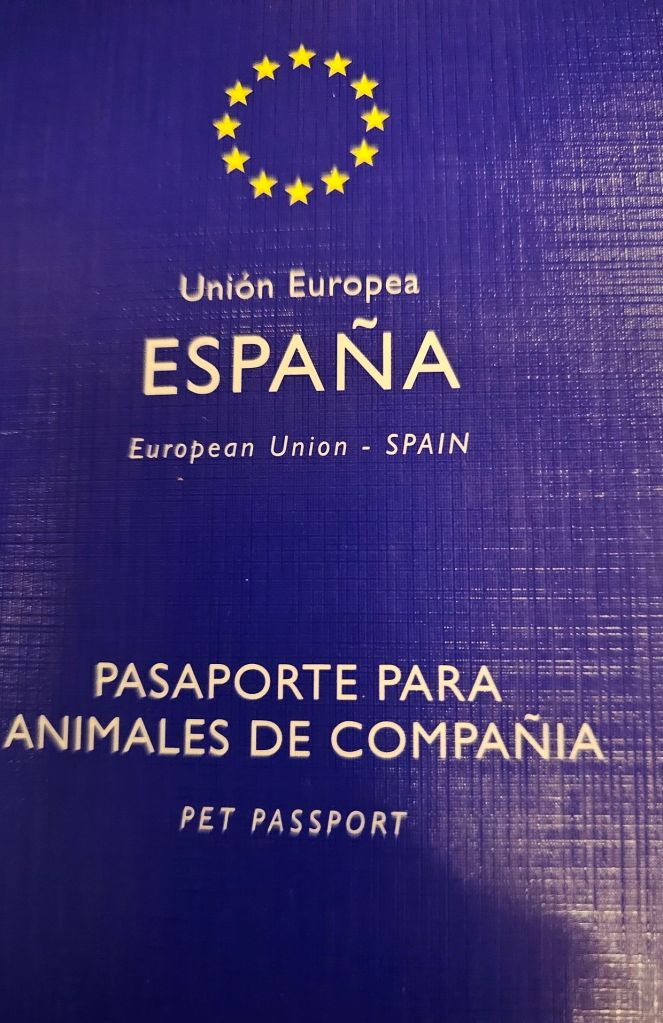 Unión Europea
ESPAÑA
European Union - SPAIN
PASAPORTE PARA
ANIMALES DE COMPAÑIA
PET PASSPORT